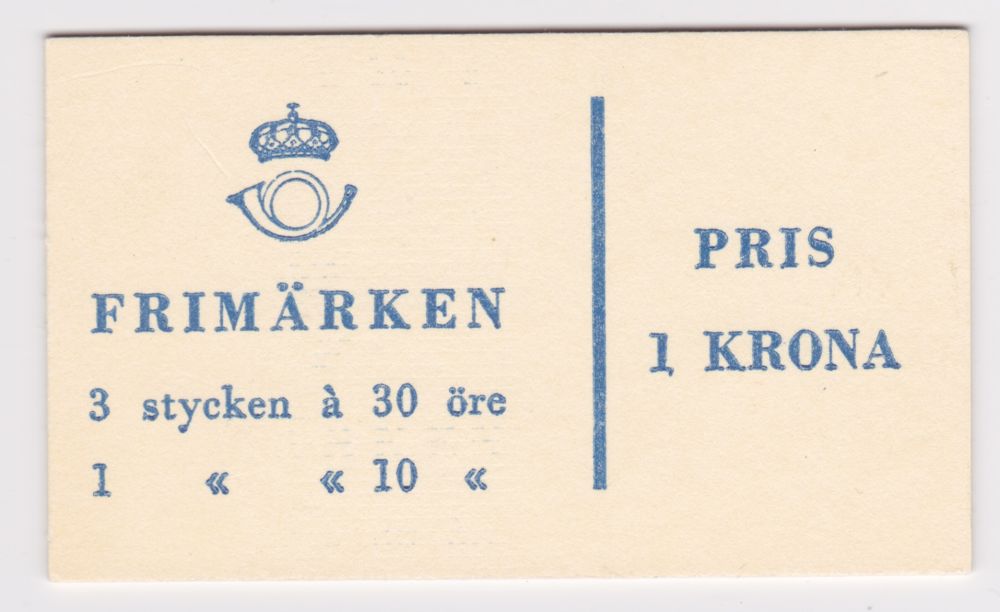 FRIMÄRKEN
3 stycken à 30 öre
1 « « 10 «
PRIS
1 KRONA